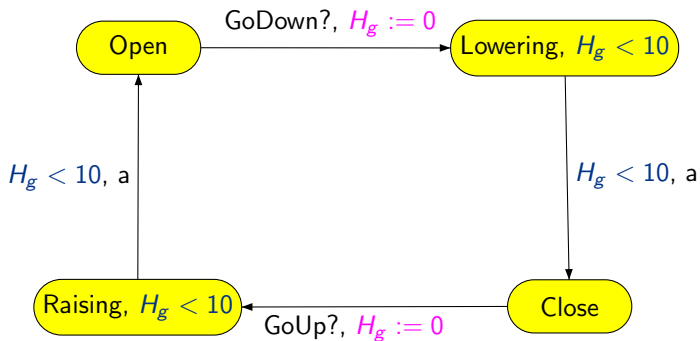 GoDown?, H_g := 0
Open
Lowering, H_g < 10
H_g < 10, a
H_g < 10, a
Raising, H_g < 10
Close
GoUp?, H_g := 0